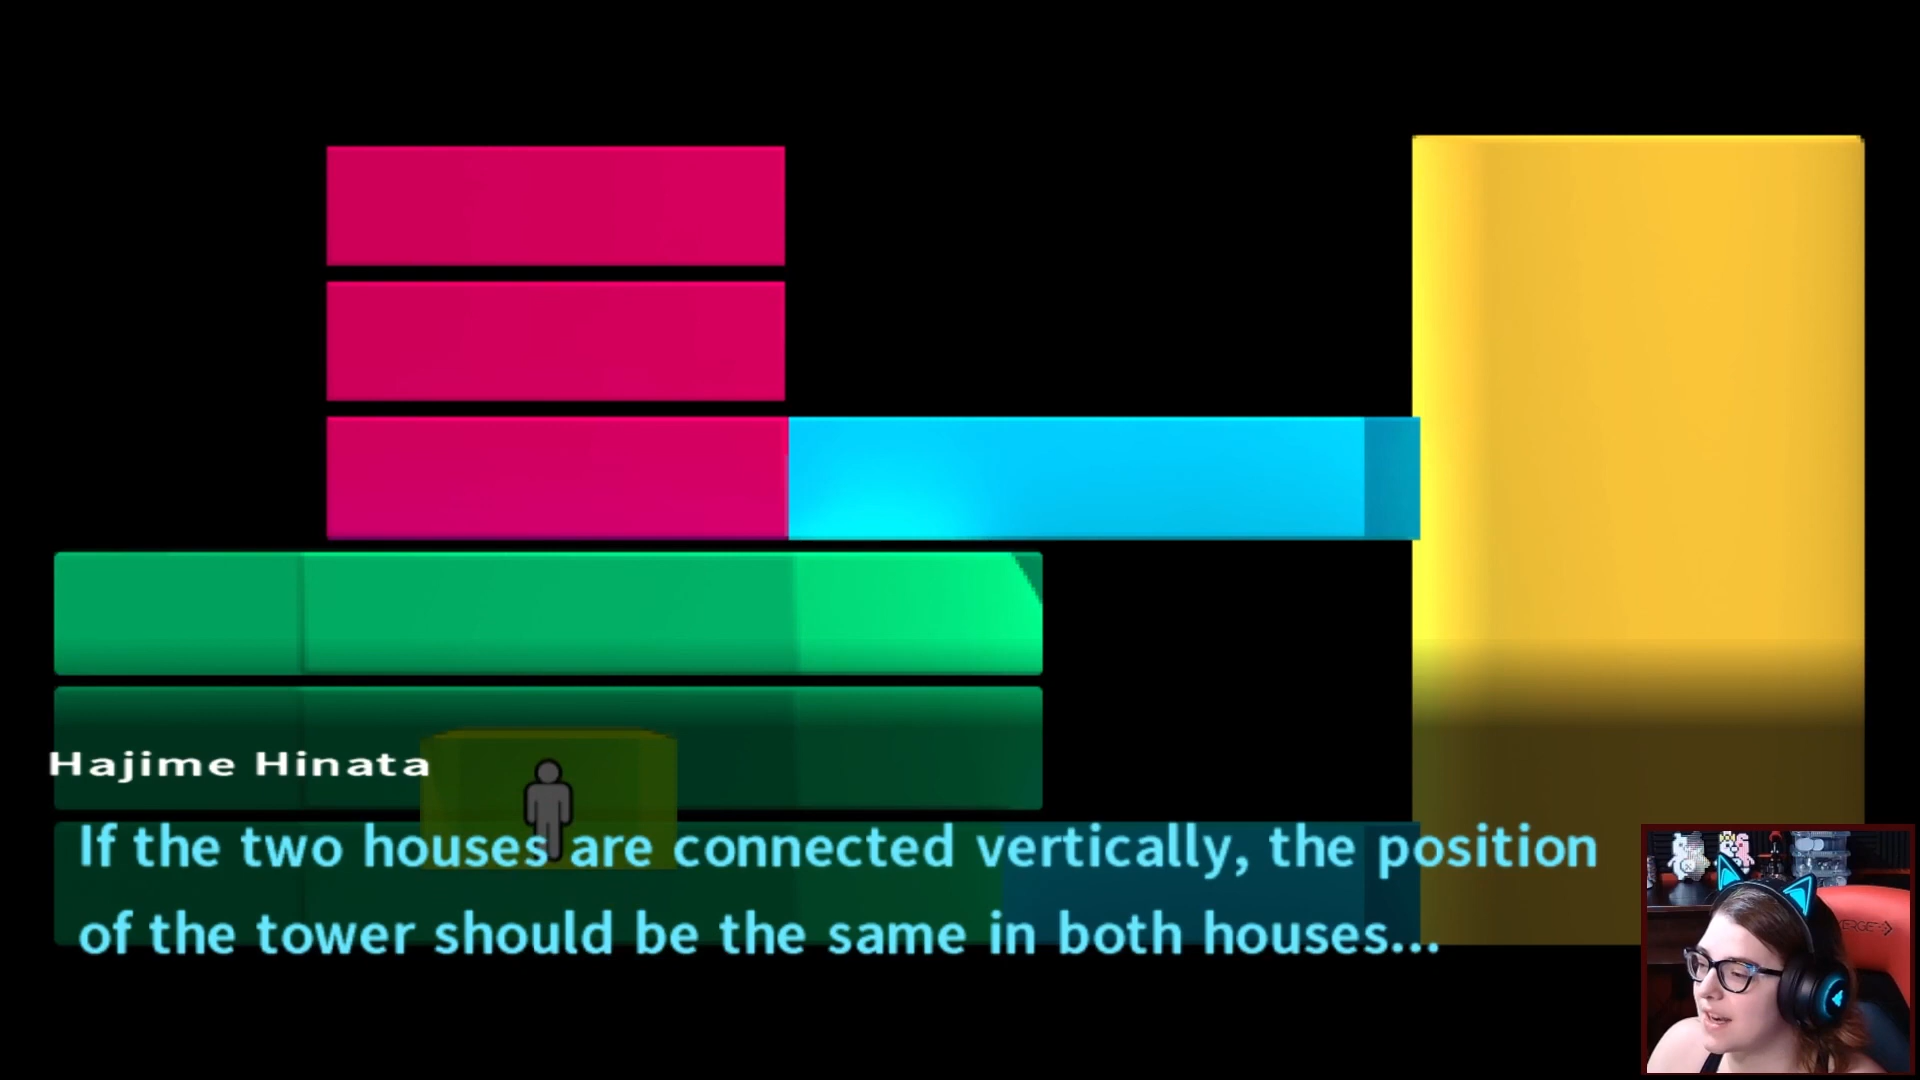 Hajime Hinata
If the two houses are connected vertically, the position
of the tower should be the same in both houses...